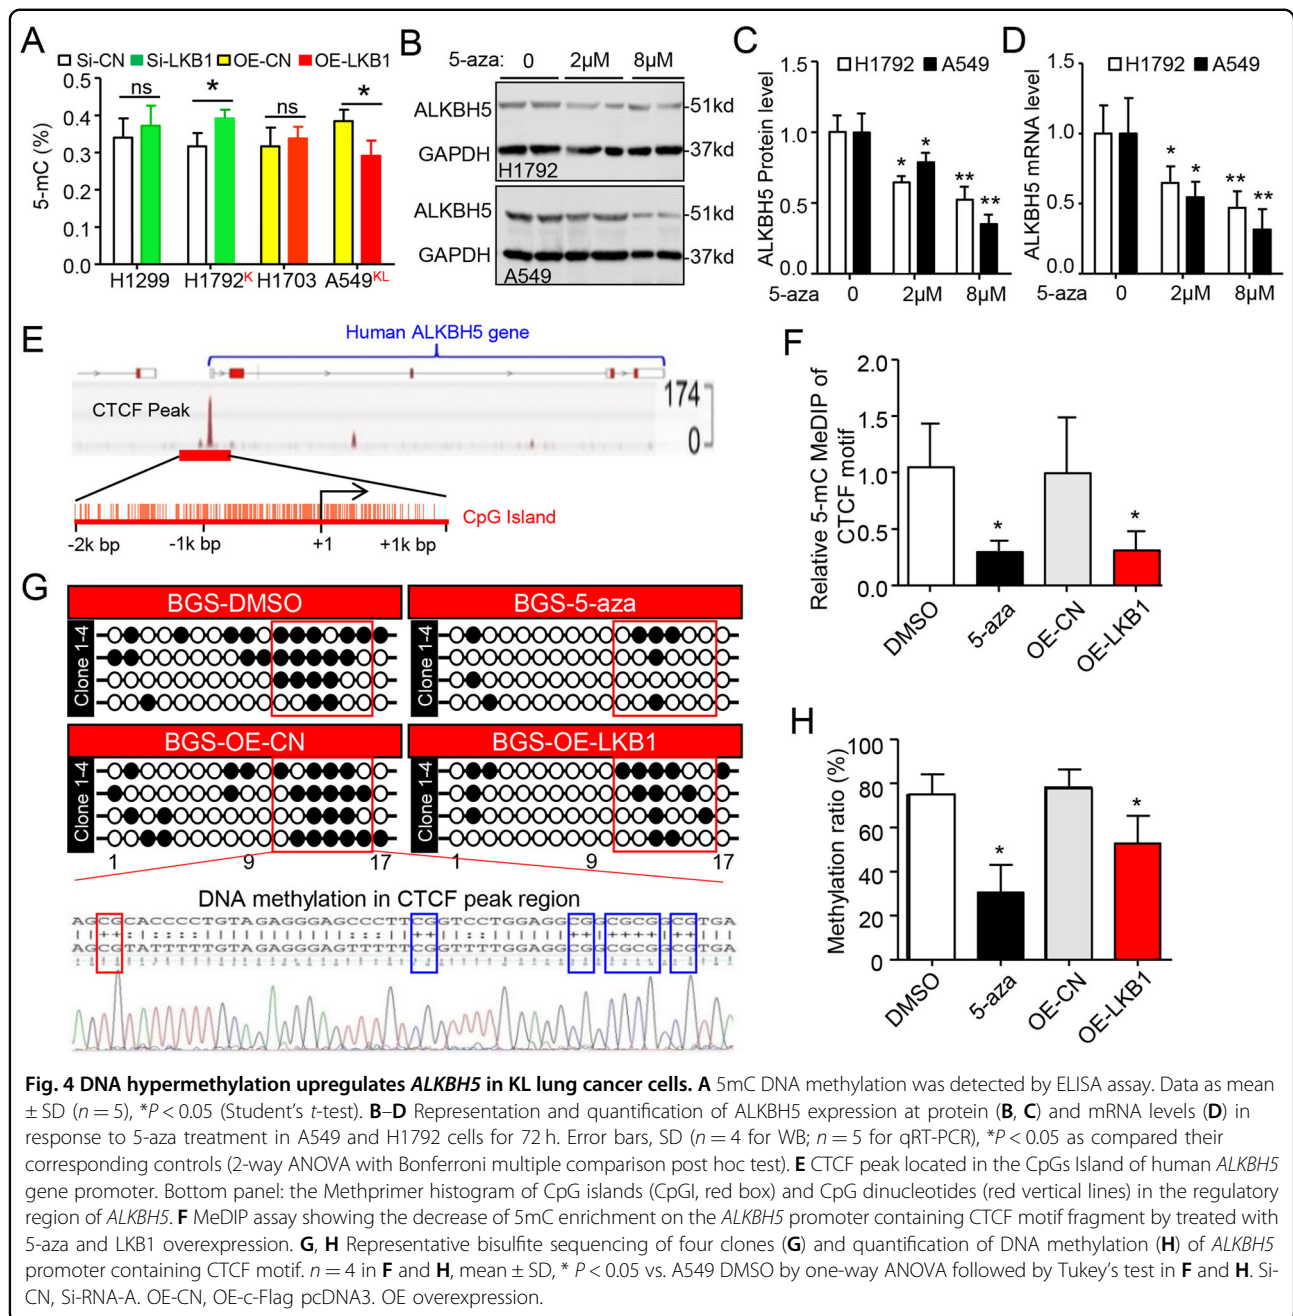 A
Si-CN Si-LKB1 OE-CN OE-LKB1
5-mC (%)
0.5
0.4
0.3
0.2
0.1
0.0
ns * ns *
H1299 H1792K H1703 A549KL
B
5-aza: 0 2µM 8µM
ALKBH5 -51kd
GAPDH -37kd
H1792
ALKBH5 -51kd
GAPDH -37kd
A549
C
H1792 A549
ALKBH5 Protein level
1.5
1.0
0.5
0.0
* * ** **
5-aza 0 2µM 8µM
D
H1792 A549
ALKBH5 mRNA level
1.5
1.0
0.5
0.0
* * ** **
5-aza 0 2µM 8µM
E
Human ALKBH5 gene
CTCF Peak
174
0
CpG Island
-2k bp -1k bp +1 +1k bp
F
Relative 5-mC MeDIP of
CTCF motif
2.0
1.5
1.0
0.5
0.0
* *
DMSO 5-aza OE-CN OE-LKB1
G
BGS-DMSO BGS-5-aza
Clone 1-4 Clone 1-4
BGS-OE-CN BGS-OE-LKB1
Clone 1-4 Clone 1-4
1 9 17 1 9 17
DNA methylation in CTCF peak region
AGCGCACCCCTGTAGAGGGAGCCCTTCGGTCCTGGAGGCGGCGCGGCGTGA
AGCGTATTTTTGTAGAGGGAGTTTTTCGGTTTTGGAGGCGGCGCGGCGTGA
H
Methylation ratio (%)
100
80
60
40
20
0
* *
DMSO 5-aza OE-CN OE-LKB1
Fig. 4 DNA hypermethylation upregulates ALKBH5 in KL lung cancer cells. A 5mC DNA methylation was detected by ELISA assay. Data as mean
± SD (n = 5), *P < 0.05 (Student's t-test). B–D Representation and quantification of ALKBH5 expression at protein (B, C) and mRNA levels (D) in
response to 5-aza treatment in A549 and H1792 cells for 72 h. Error bars, SD (n = 4 for WB; n = 5 for qRT-PCR), *P < 0.05 as compared their
corresponding controls (2-way ANOVA with Bonferroni multiple comparison post hoc test). E CTCF peak located in the CpGs Island of human ALKBH5
gene promoter. Bottom panel: the Methprimer histogram of CpG islands (CpGI, red box) and CpG dinucleotides (red vertical lines) in the regulatory
region of ALKBH5. F MeDIP assay showing the decrease of 5mC enrichment on the ALKBH5 promoter containing CTCF motif fragment by treated with
5-aza and LKB1 overexpression. G, H Representative bisulfite sequencing of four clones (G) and quantification of DNA methylation (H) of ALKBH5
promoter containing CTCF motif. n = 4 in F and H, mean ± SD, * P < 0.05 vs. A549 DMSO by one-way ANOVA followed by Tukey's test in F and H. Si-
CN, Si-RNA-A. OE-CN, OE-c-Flag pcDNA3. OE overexpression.